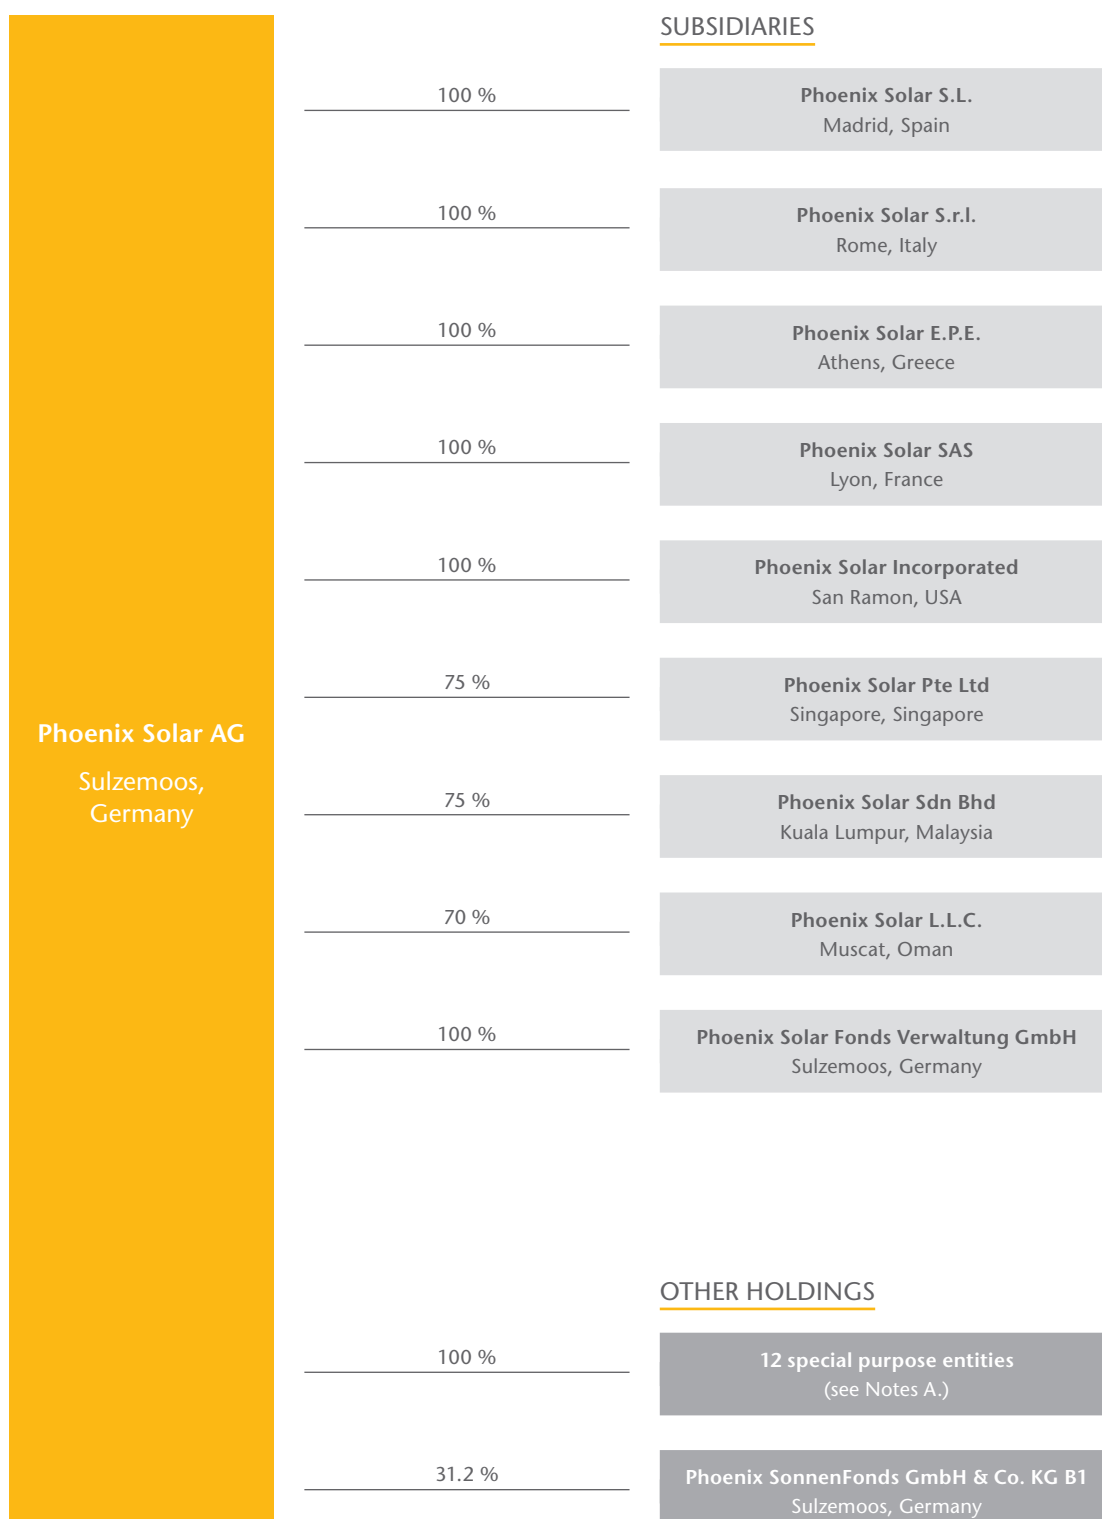 Phoenix Solar AG
Sulzemoos,
Germany
SUBSIDIARIES
100 %
Phoenix Solar S.L.
Madrid, Spain
100 %
Phoenix Solar S.r.l.
Rome, Italy
100 %
Phoenix Solar E.P.E.
Athens, Greece
100 %
Phoenix Solar SAS
Lyon, France
100 %
Phoenix Solar Incorporated
San Ramon, USA
75 %
Phoenix Solar Pte Ltd
Singapore, Singapore
75 %
Phoenix Solar Sdn Bhd
Kuala Lumpur, Malaysia
70 %
Phoenix Solar L.L.C.
Muscat, Oman
100 %
Phoenix Solar Fonds Verwaltung GmbH
Sulzemoos, Germany
OTHER HOLDINGS
100 %
12 special purpose entities
(see Notes A.)
31.2 %
Phoenix SonnenFonds GmbH & Co. KG B1
Sulzemoos, Germany